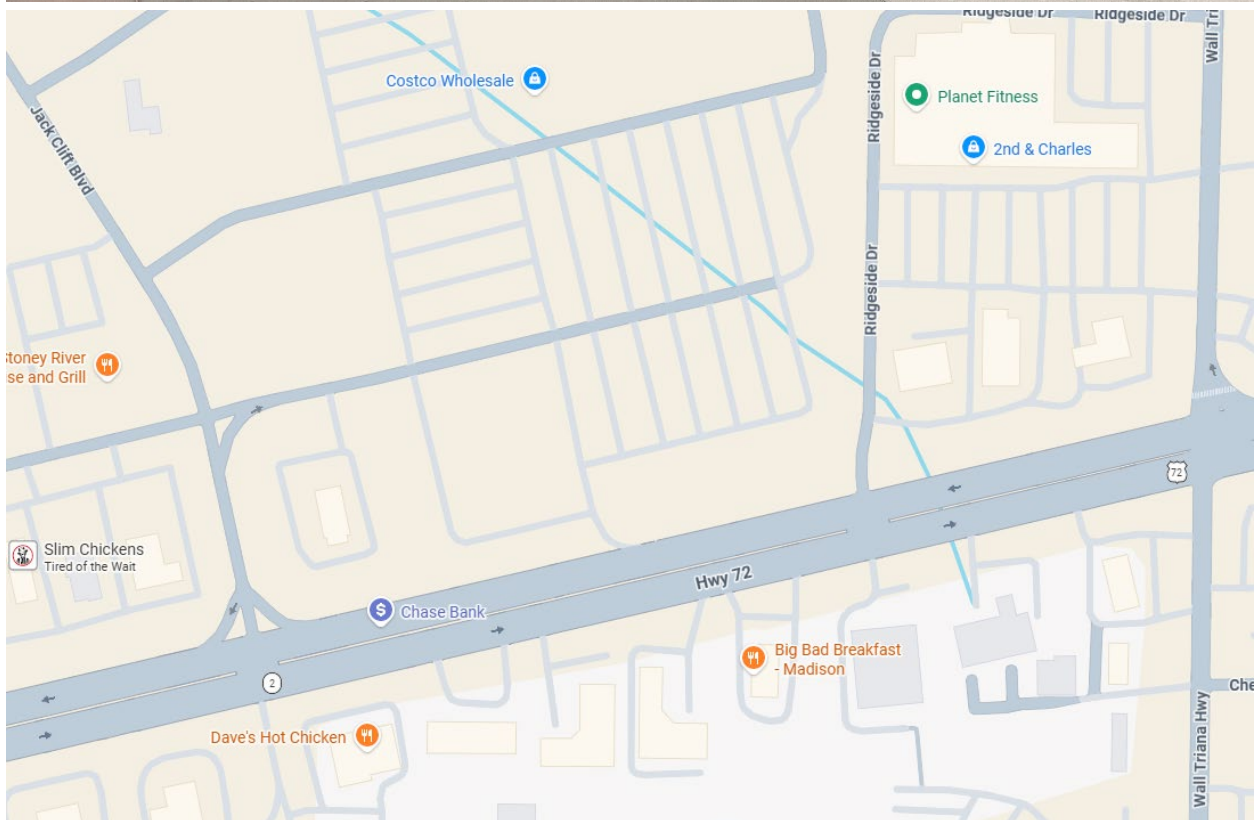 Ridgeside Dr
Ridgeside Dr
Wall Tri
Costco Wholesale
Planet Fitness
Ridgeside Dr
2nd & Charles
Jack Clift Blvd
Ridgeside Dr
Stoney River
se and Grill
72
Slim Chickens
Tired of the Wait
Hwy 72
Chase Bank
Big Bad Breakfast
- Madison
2
Che
Dave's Hot Chicken
Wall Triana Hwy